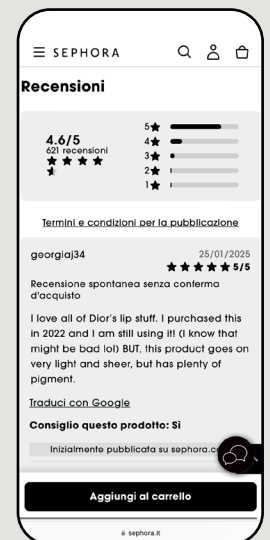 SEPHORA
Recensioni
4.6/5
621 recensioni
5
4
3
2
1
Termini e condizioni per la pubblicazione
georgiaj34
25/01/2025
5/5
Recensione spontanea senza conferma
d'acquisto
I love all of Dior's lip stuff. I purchased this
in 2022 and I am still using it! (I know that
might be bad lol) BUT, this product goes on
very light and sheer, but has plenty of
pigment.
Traduci con Google
Consiglio questo prodotto: Sì
Inizialmente pubblicata su sephora.co
Aggiungi al carrello
sephora.it